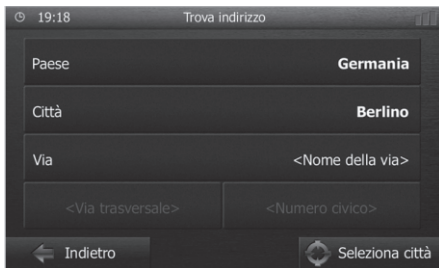 19:18 Trova indirizzo
Paese Germania
Città Berlino
Via <Nome della via>
<Via trasversale> <Numero civico>
Indietro Seleziona città